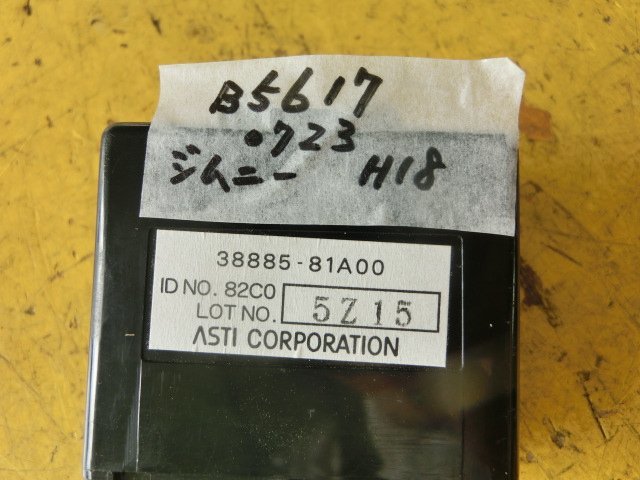 B5617
•723
ジムニー H18
38885-81A00
ID NO. 82C0
LOT NO. 5Z15
ASTI CORPORATION